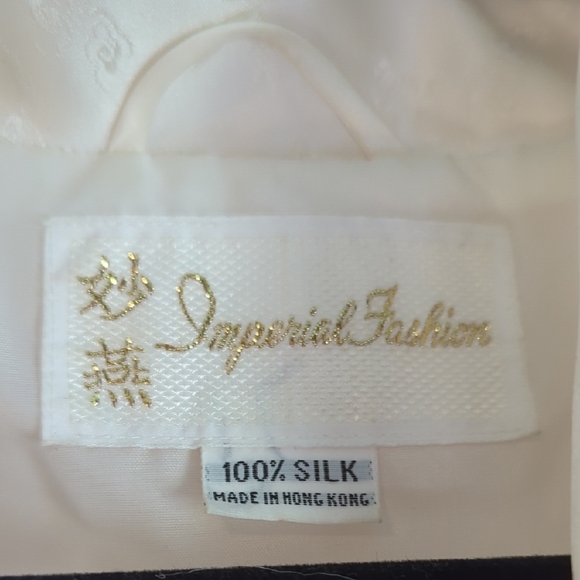 妙燕
Imperial Fashion
100% SILK
MADE IN HONG KONG